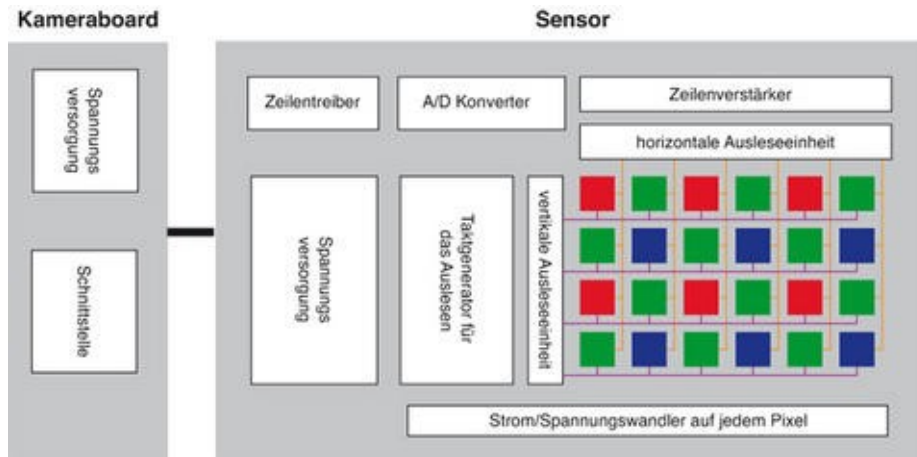 Kameraboard
Sensor
Spannungs
versorgung
Schnittstelle
Zeilentreiber
A/D Konverter
Zeilenverstärker
horizontale Ausleseeinheit
Spannungs
versorgung
Taktgenerator für
das Auslesen
vertikale Ausleseeinheit
Strom/Spannungswandler auf jedem Pixel